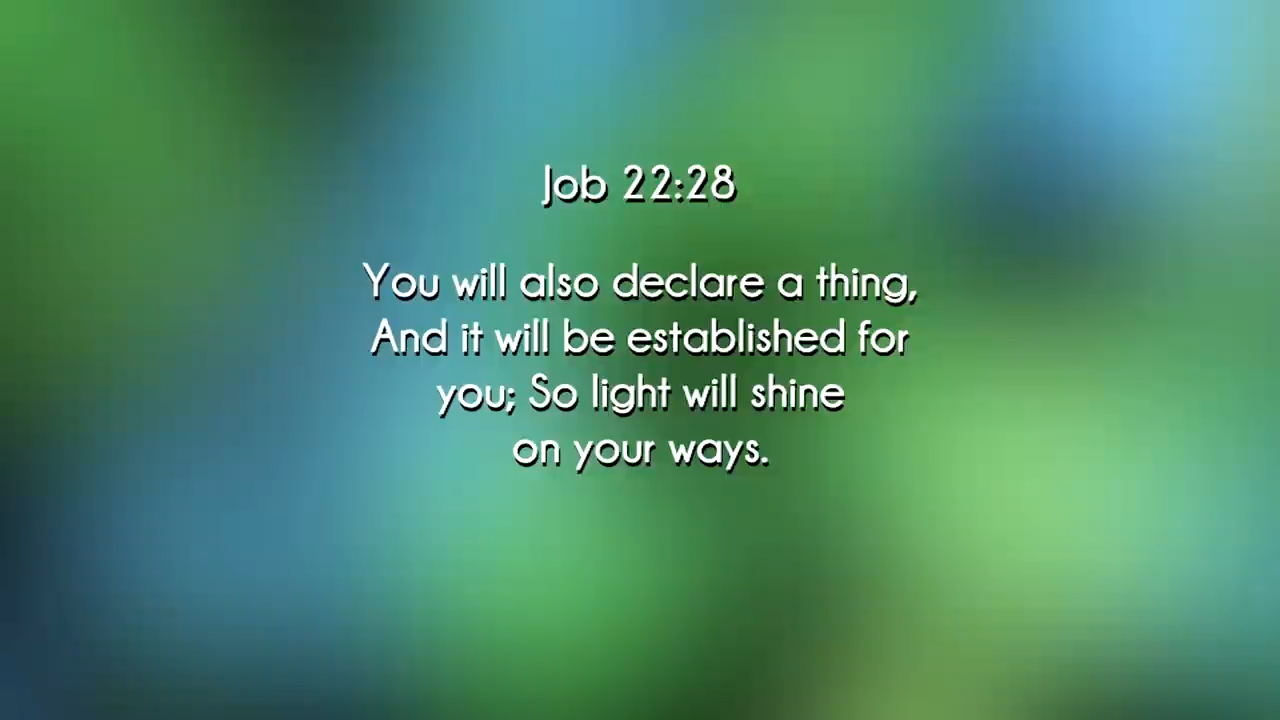 Job 22:28
You will also declare a thing,
And it will be established for
you; So light will shine
on your ways.